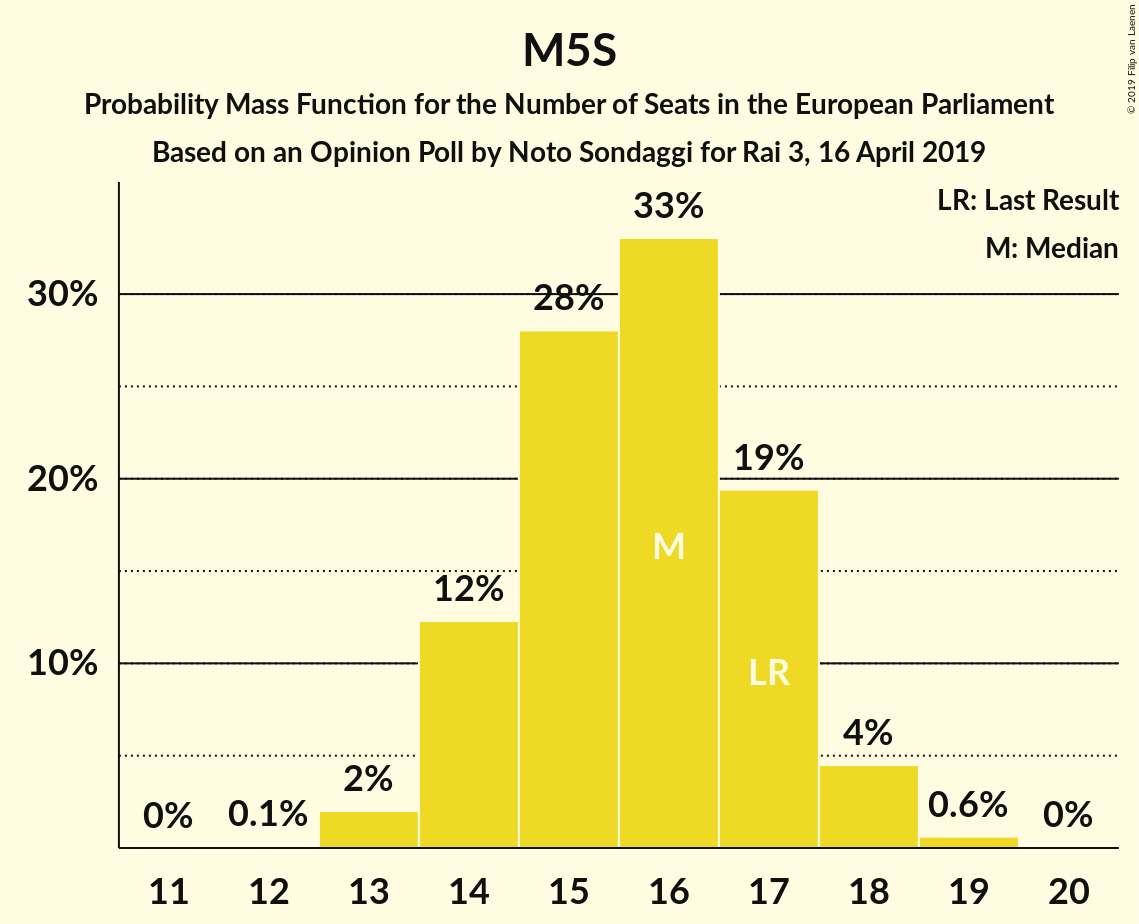 M5S
Probability Mass Function for the Number of Seats in the European Parliament
Based on an Opinion Poll by Noto Sondaggi for Rai 3, 16 April 2019
© 2019 Filip van Laenen
LR: Last Result
M: Median
33%
30%
28%
20%
19%
M
12%
10%
LR
4%
2%
0%
0.1%
0.6%
0%
11 12 13 14 15 16 17 18 19 20